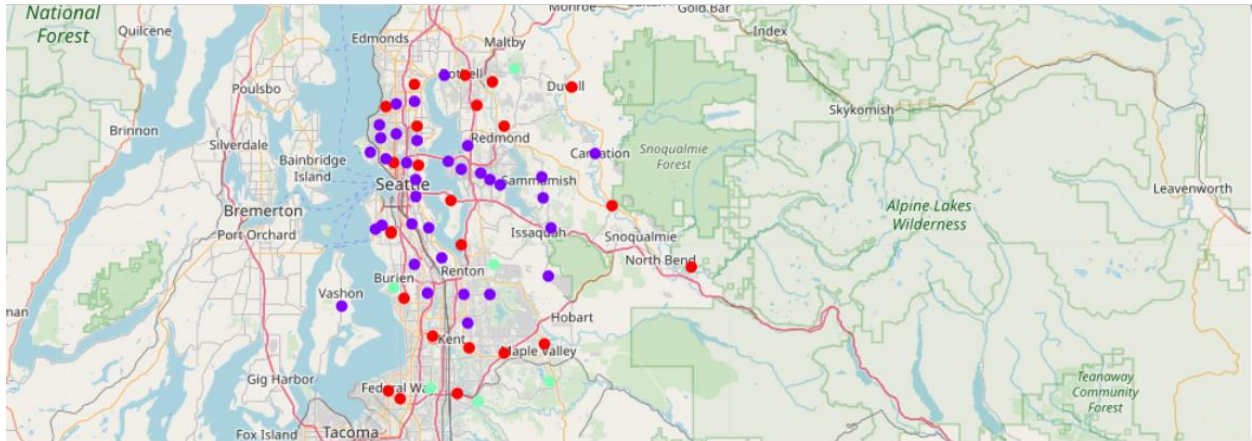 National
Forest
Quilcene
Monroe
Gold Bar
Index
Edmonds
Maltby
Poulsbo
Skykomish
Brinnon
Silverdale
Redmond
Bainbridge
Island
Snoqualmie
Forest
Sammamish
Seattle
Leavenworth
Bremerton
Alpine Lakes
Wilderness
Port Orchard
Issaquah
Snoqualmie
North Bend
Burien
Renton
Vashon
Hobart
Kent
Maple Valley
Gig Harbor
Federal Way
Teanaway
Community
Forest
Fox Island
Tacoma